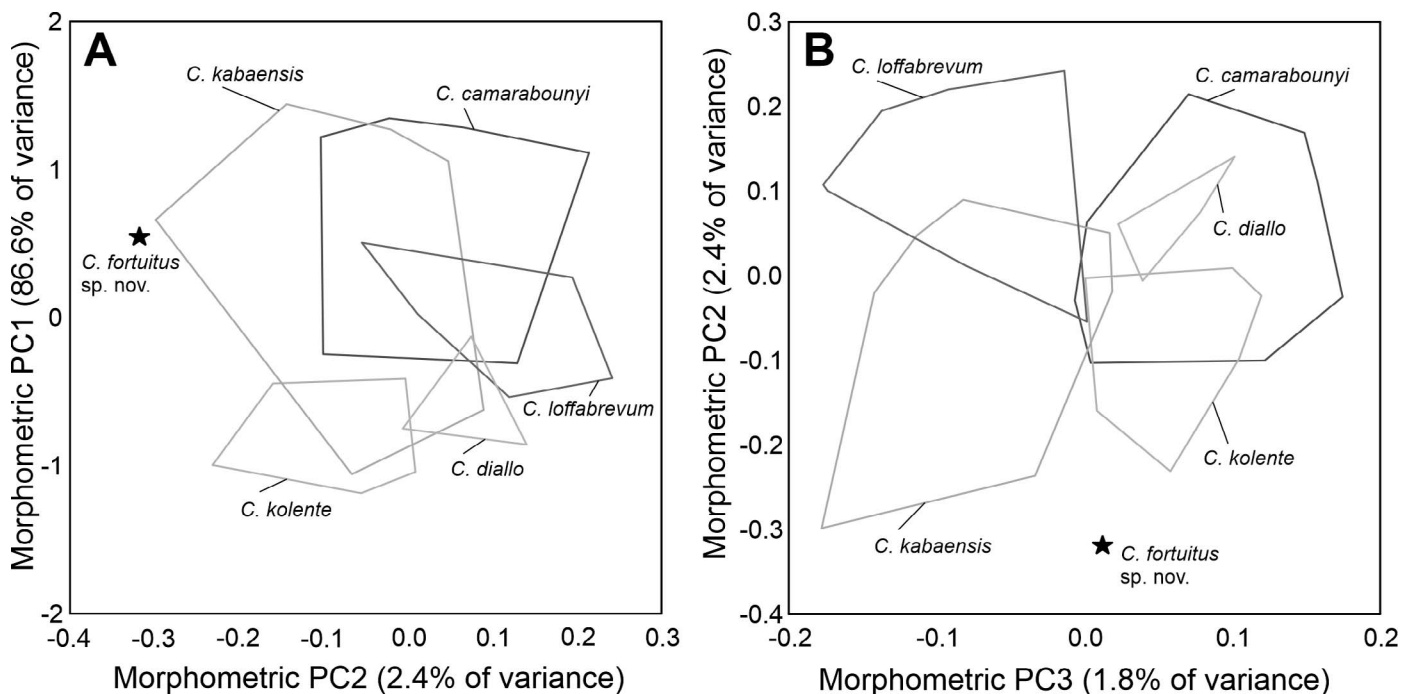 A
Morphometric PC1 (86.6% of variance)
2
1
0
-1
-2
C. kabaensis
C. camarabounyi
C. fortuitus
sp. nov.
C. loffabrevum
C. diallo
C. kolente
-0.4
-0.3
-0.2
-0.1
0.0
0.1
0.2
0.3
Morphometric PC2 (2.4% of variance)
B
Morphometric PC2 (2.4% of variance)
0.3
0.2
0.1
0.0
-0.1
-0.2
-0.3
-0.4
C. loffabrevum
C. camarabounyi
C. diallo
C. kolente
C. kabaensis
C. fortuitus
sp. nov.
-0.2
-0.1
0.0
0.1
0.2
Morphometric PC3 (1.8% of variance)